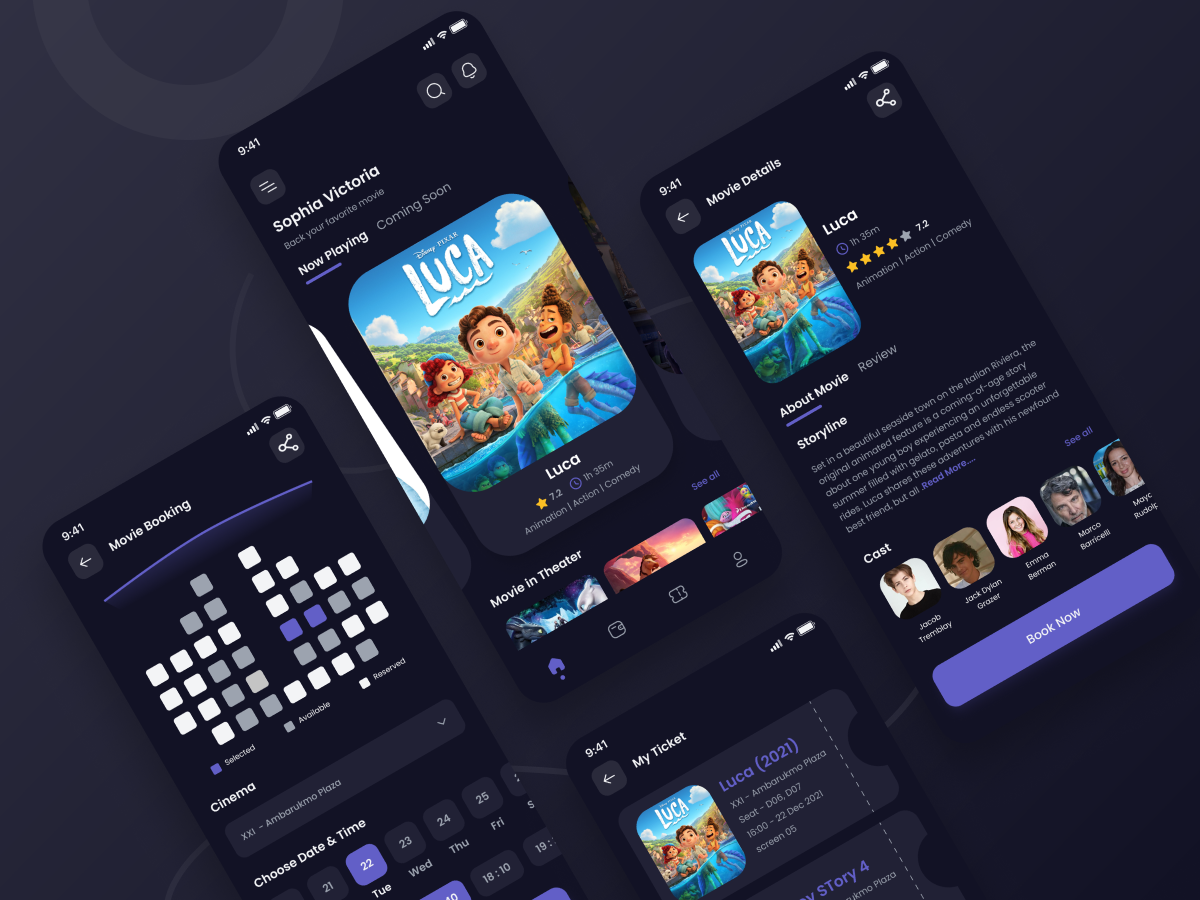 9:41
Sophia Victoria
Back your favorite movie
Now Playing
Coming Soon
Disney PIXAR
LUCA
Luca
7.2
1h 35m
Animation | Action | Comedy
Movie in Theater
See all
9:41
Movie Details
Disney PIXAR
LUCA
Luca
1h 35m
7.2
Animation | Action | Comedy
About Movie
Review
Storyline
Set in a beautiful seaside town on the Italian Riviera, the
original animated feature is a coming-of-age story
about one young boy experiencing an unforgettable
summer filled with gelato, pasta and endless scooter
rides. Luca shares these adventures with his newfound
best friend, but all .Read More....
Cast
See all
Jacob
Tremblay
Jack Dylan
Grazer
Emma
Berman
Marco
Barricelli
Book Now
9:41
Movie Booking
Selected
Available
Reserved
Cinema
XXI - Ambarukmo Plaza
Choose Date & Time
21
22
Tue
23
Wed
24
Thu
25
Fri
S
18:10
9:41
My Ticket
LUCA
Luca (2021)
XXI - Ambarukmo Plaza
Seat - D06, D07
16:00 - 22 Dec 2021
screen 05
STory 4